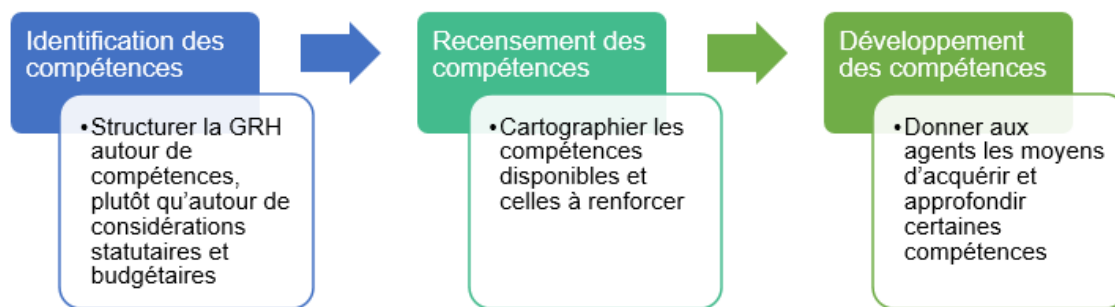 Identification des
compétences
•Structurer la GRH
autour de
compétences,
plutôt qu’autour de
considérations
statutaires et
budgétaires
Recensement des
compétences
•Cartographier les
compétences
disponibles et
celles à renforcer
Développement
des compétences
•Donner aux
agents les moyens
d’acquérir et
approfondir
certaines
compétences